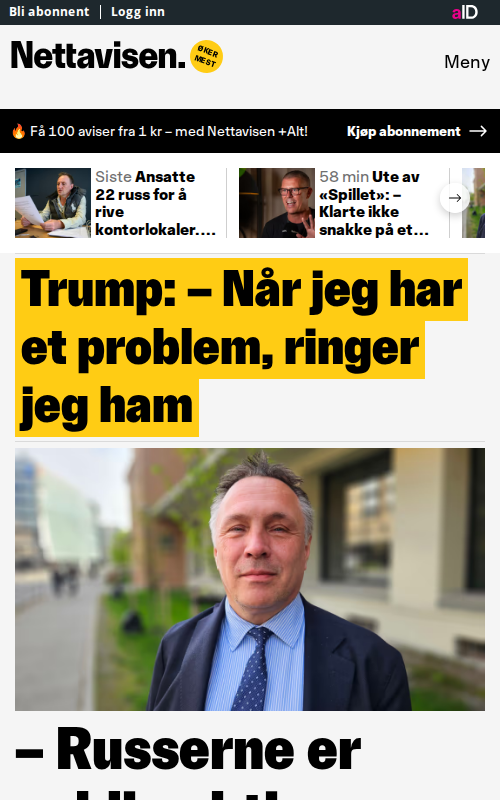 Bli abonnent | Logg inn
aID
Nettavisen.
ØKER
MEST
Meny
🔥 Få 100 aviser fra 1 kr – med Nettavisen +Alt!
Kjøp abonnement →
Siste Ansatte
22 russ for å
rive
kontorlokaler....
58 min Ute av
«Spillet»: –
Klarte ikke
snakke på et...
Trump: – Når jeg har
et problem, ringer
jeg ham
– Russerne er